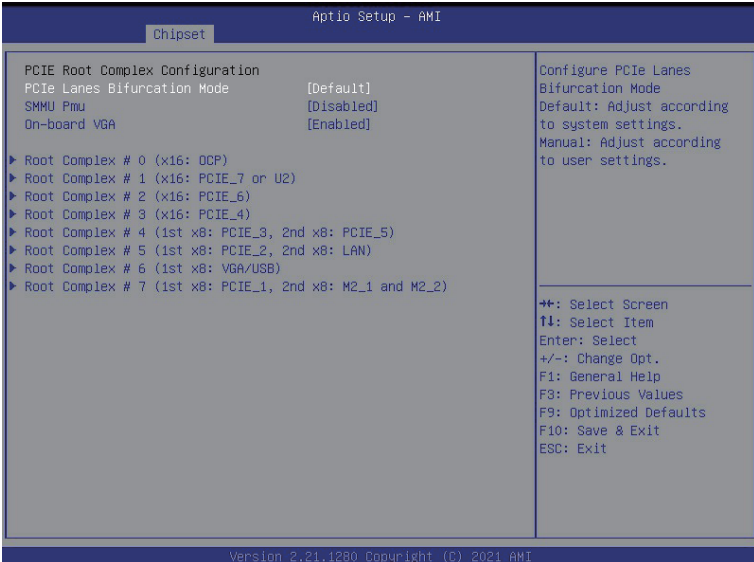 Aptio Setup – AMI
Chipset
PCIE Root Complex Configuration
PCIe Lanes Bifurcation Mode [Default]
SMMU Pmu [Disabled]
On-board VGA [Enabled]
▶ Root Complex # 0 (x16: OCP)
▶ Root Complex # 1 (x16: PCIE_7 or U2)
▶ Root Complex # 2 (x16: PCIE_6)
▶ Root Complex # 3 (x16: PCIE_4)
▶ Root Complex # 4 (1st x8: PCIE_3, 2nd x8: PCIE_5)
▶ Root Complex # 5 (1st x8: PCIE_2, 2nd x8: LAN)
▶ Root Complex # 6 (1st x8: VGA/USB)
▶ Root Complex # 7 (1st x8: PCIE_1, 2nd x8: M2_1 and M2_2)
Configure PCIe Lanes
Bifurcation Mode
Default: Adjust according
to system settings.
Manual: Adjust according
to user settings.
→←: Select Screen
↑↓: Select Item
Enter: Select
+/-: Change Opt.
F1: General Help
F3: Previous Values
F9: Optimized Defaults
F10: Save & Exit
ESC: Exit
Version 2.21.1280 Copyright (C) 2021 AMI